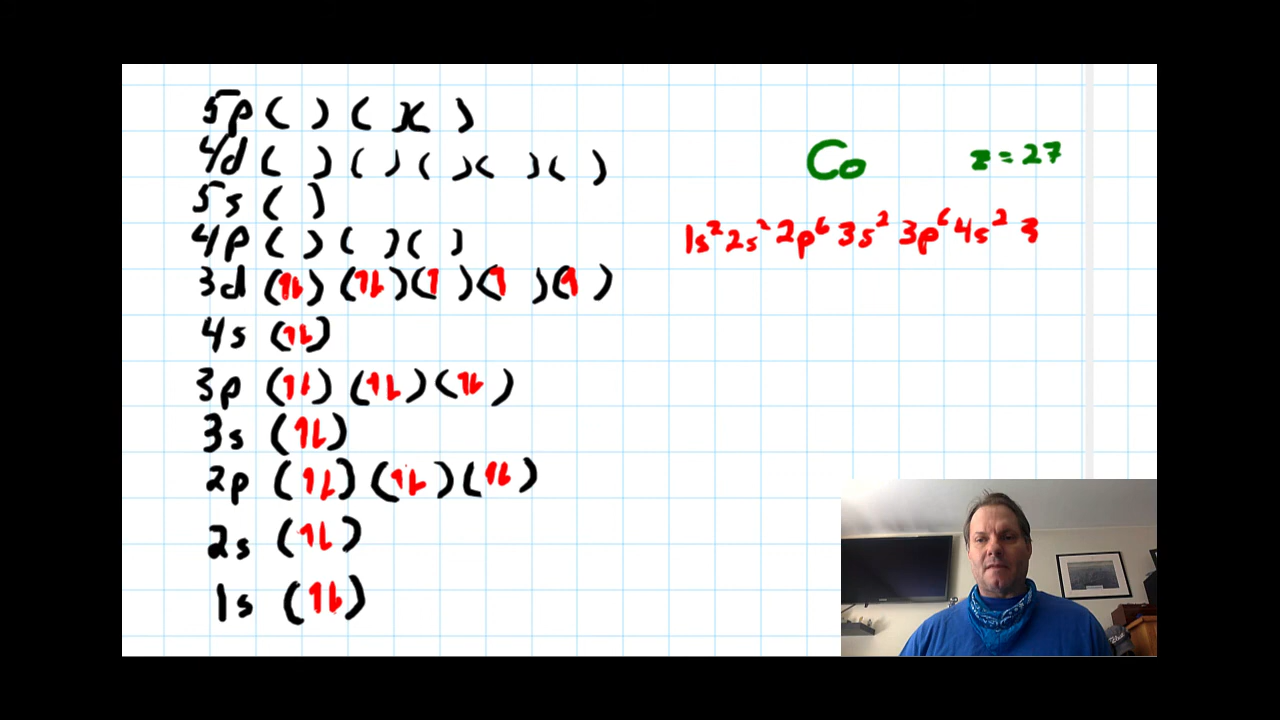 5p ( ) ( )( )
4d ( ) ( ) ( ) ( ) ( )
5s ( )
4p ( ) ( ) ( )
3d (↿⇂) (↿⇂) (↿ ) (↿ ) (↿ )
4s (↿⇂)
3p (↿⇂) (↿⇂) (↿⇂)
3s (↿⇂)
2p (↿⇂) (↿⇂) (↿⇂)
2s (↿⇂)
1s (↿⇂)
Co z=27
1s² 2s² 2p⁶ 3s² 3p⁶ 4s² 3